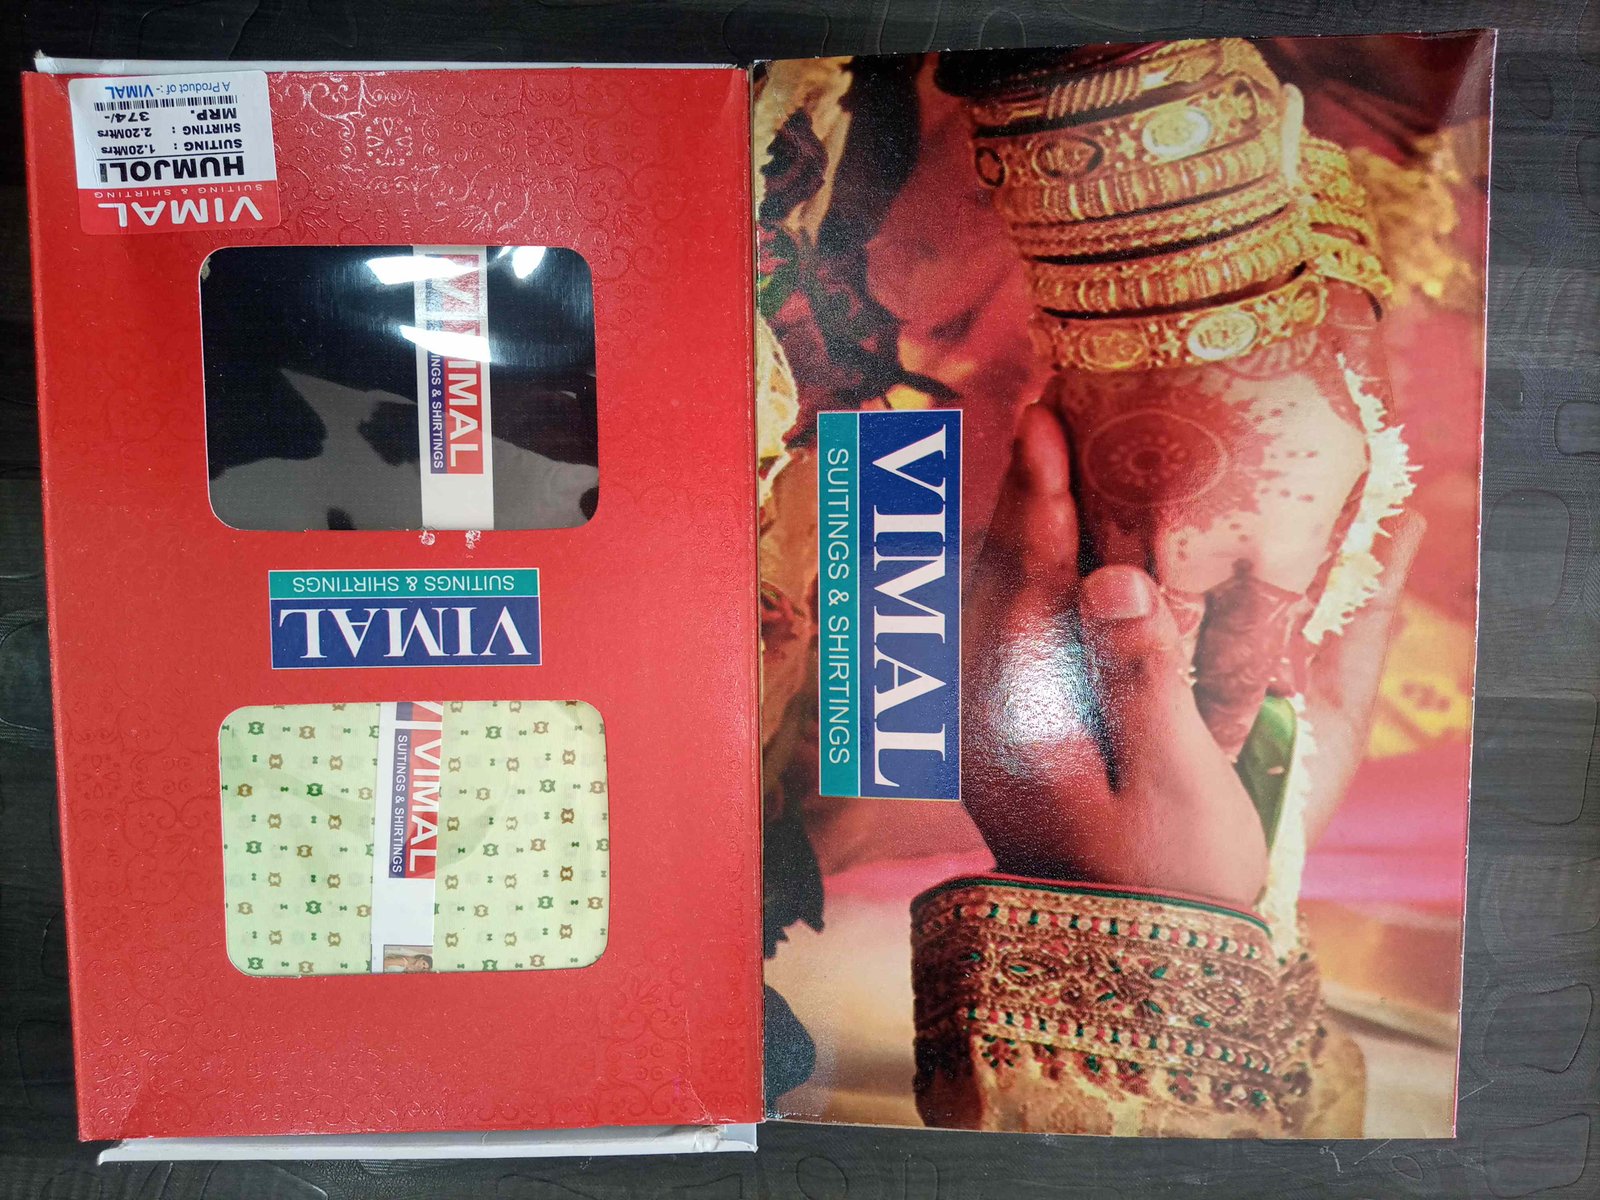 VIMAL
SUITING & SHIRTING
HUMJOLI
SUITING : 1.20Mtrs
SHIRTING : 2.20Mtrs
MRP. 374/-
A Product of :- VIMAL
VIMAL
SUITINGS & SHIRTINGS
VIMAL
SUITINGS & SHIRTINGS
VIMAL
SUITINGS & SHIRTINGS
VIMAL
SUITINGS & SHIRTINGS